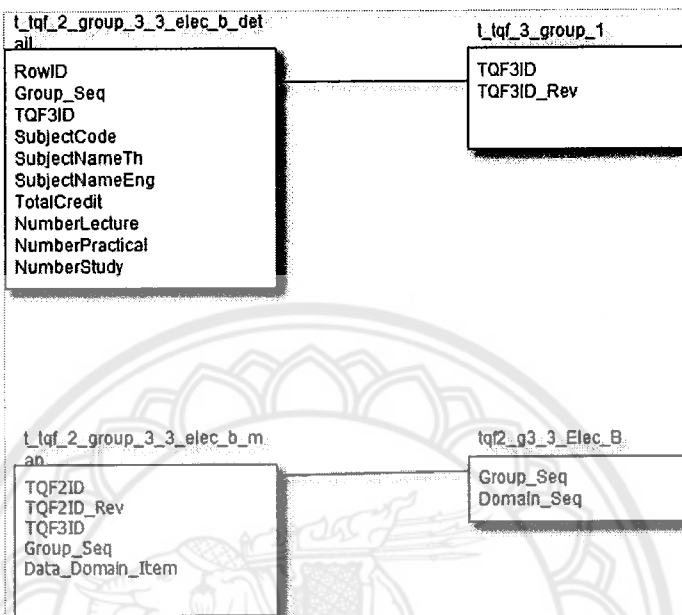 t_tqf_2_group_3_3_elec_b_det
ail
RowID
Group_Seq
TQF3ID
SubjectCode
SubjectNameTh
SubjectNameEng
TotalCredit
NumberLecture
NumberPractical
NumberStudy
t_tqf_3_group_1
TQF3ID
TQF3ID_Rev
t_tqf_2_group_3_3_elec_b_m
ap
TQF2ID
TQF2ID_Rev
TQF3ID
Group_Seq
Data_Domain_Item
tqf2_g3_3_Elec_B
Group_Seq
Domain_Seq